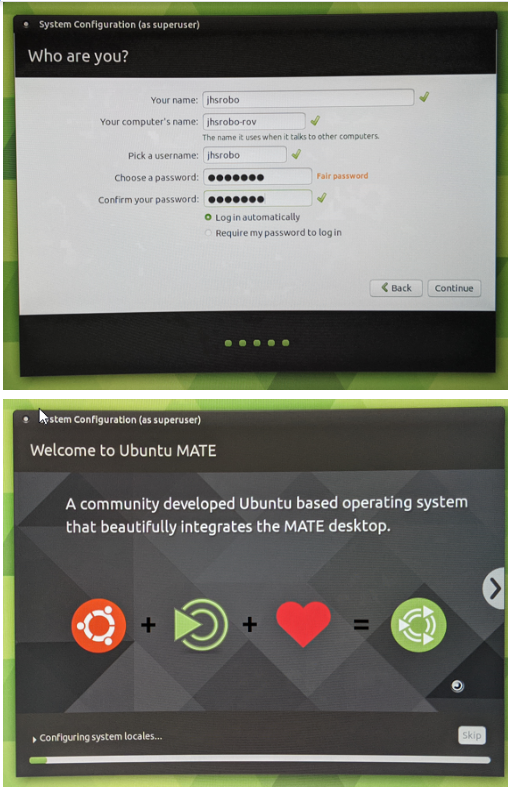 System Configuration (as superuser)
Who are you?
Your name: jhsrobo
Your computer's name: jhsrobo-rov
The name it uses when it talks to other computers.
Pick a username: jhsrobo
Choose a password: ●●●●●●● Fair password
Confirm your password: ●●●●●●●
Log in automatically
Require my password to log in
Back Continue
System Configuration (as superuser)
Welcome to Ubuntu MATE
A community developed Ubuntu based operating system
that beautifully integrates the MATE desktop.
+ + =
Configuring system locales...
Skip